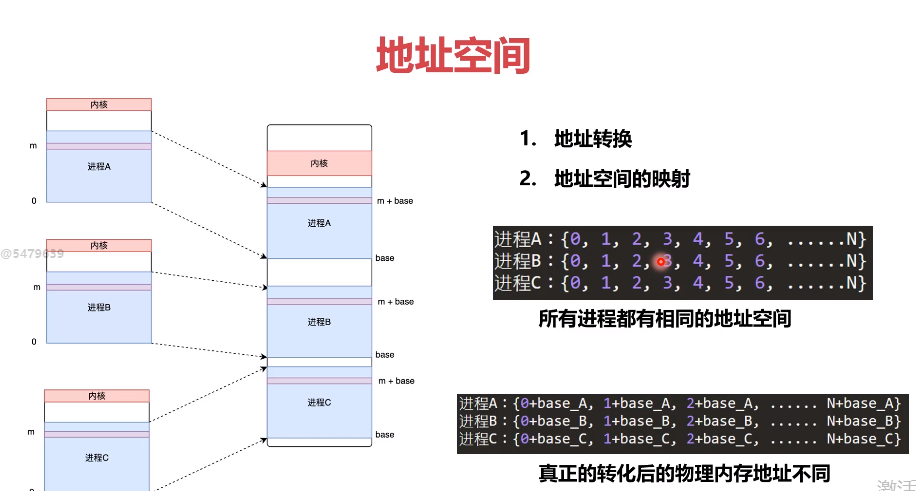 地址空间
内核
m
进程A
0
内核
m
进程B
0
内核
m
进程C
0
内核
m + base
进程A
base
m + base
进程B
base
m + base
进程C
base
1. 地址转换
2. 地址空间的映射
进程A：{0, 1, 2, 3, 4, 5, 6, ......N}
进程B：{0, 1, 2, 3, 4, 5, 6, ......N}
进程C：{0, 1, 2, 3, 4, 5, 6, ......N}
所有进程都有相同的地址空间
进程A：{0+base_A, 1+base_A, 2+base_A, ...... N+base_A}
进程B：{0+base_B, 1+base_B, 2+base_B, ...... N+base_B}
进程C：{0+base_C, 1+base_C, 2+base_C, ...... N+base_C}
真正的转化后的物理内存地址不同
@5479659
激活